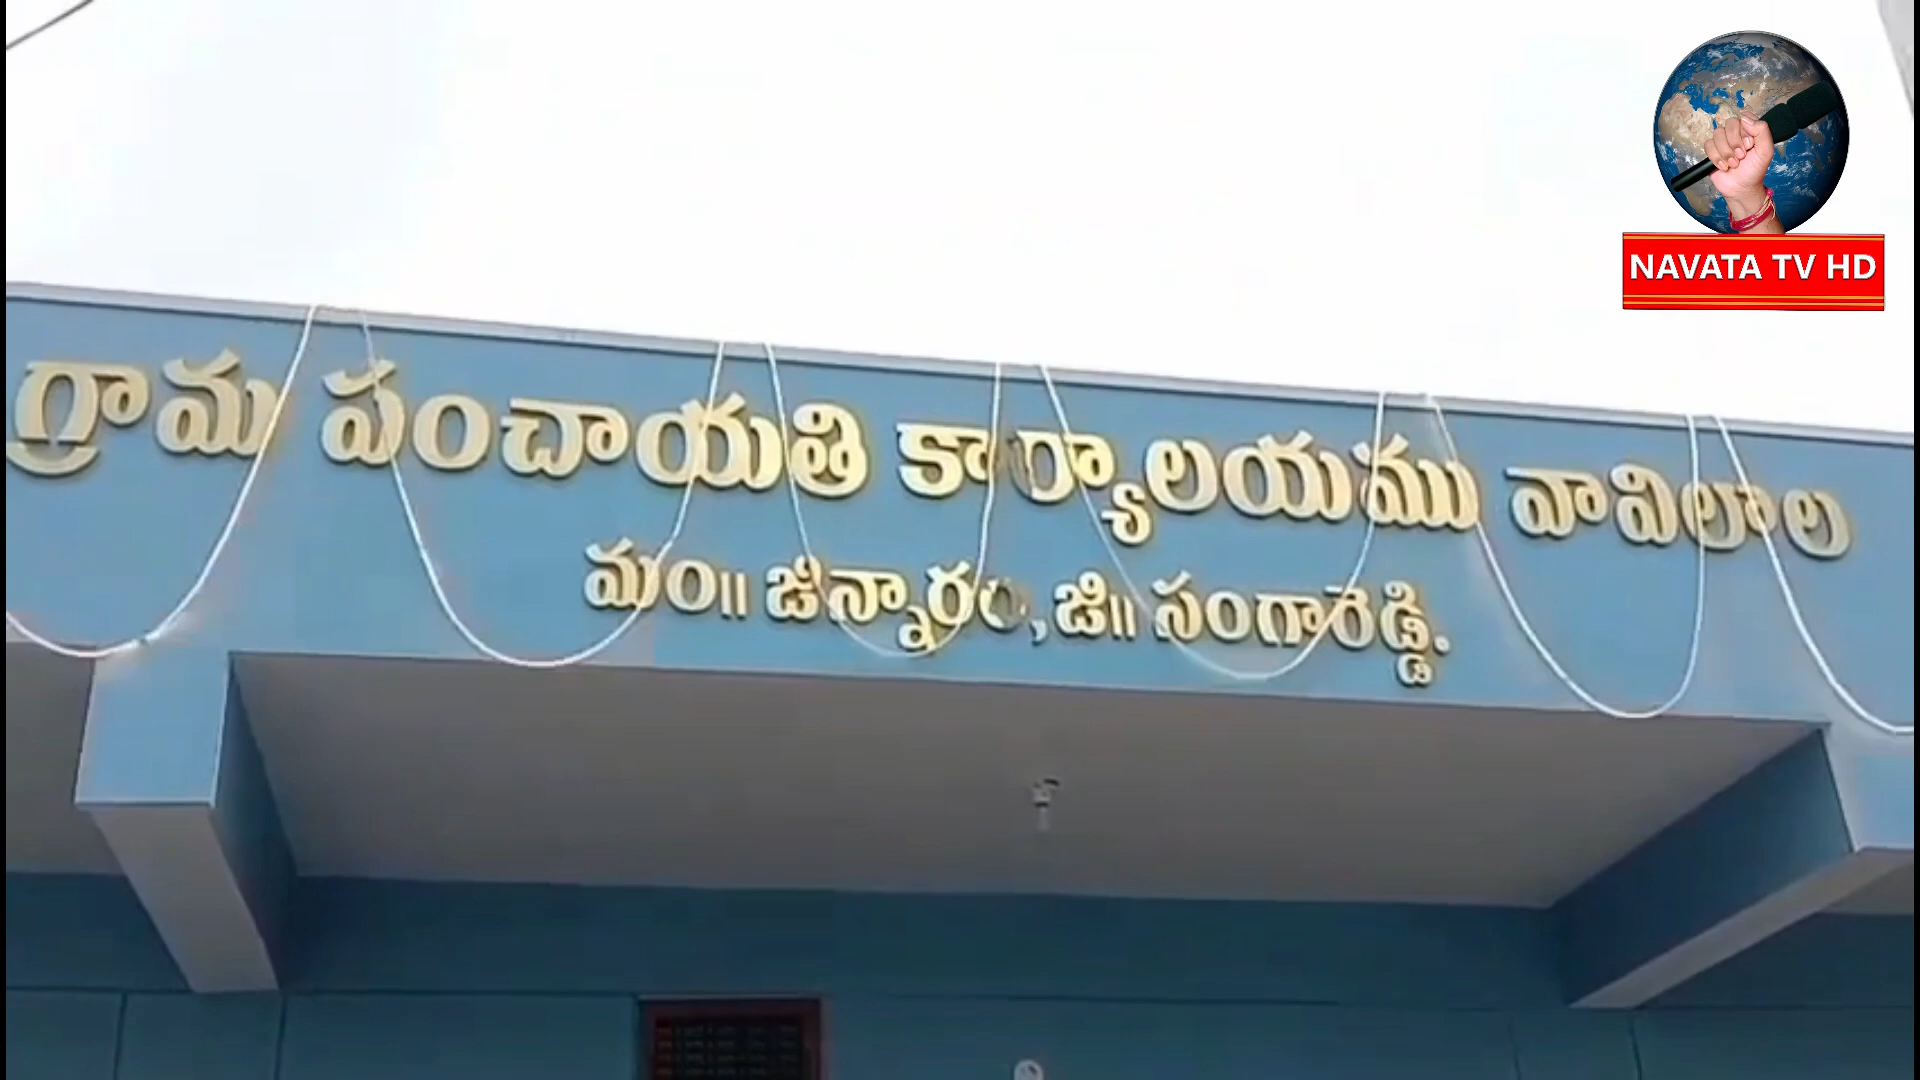 NAVATA TV HD
గ్రామ పంచాయతి కార్యాలయము వావిలాల
మం॥ జిన్నారం, జి॥ సంగారెడ్డి.